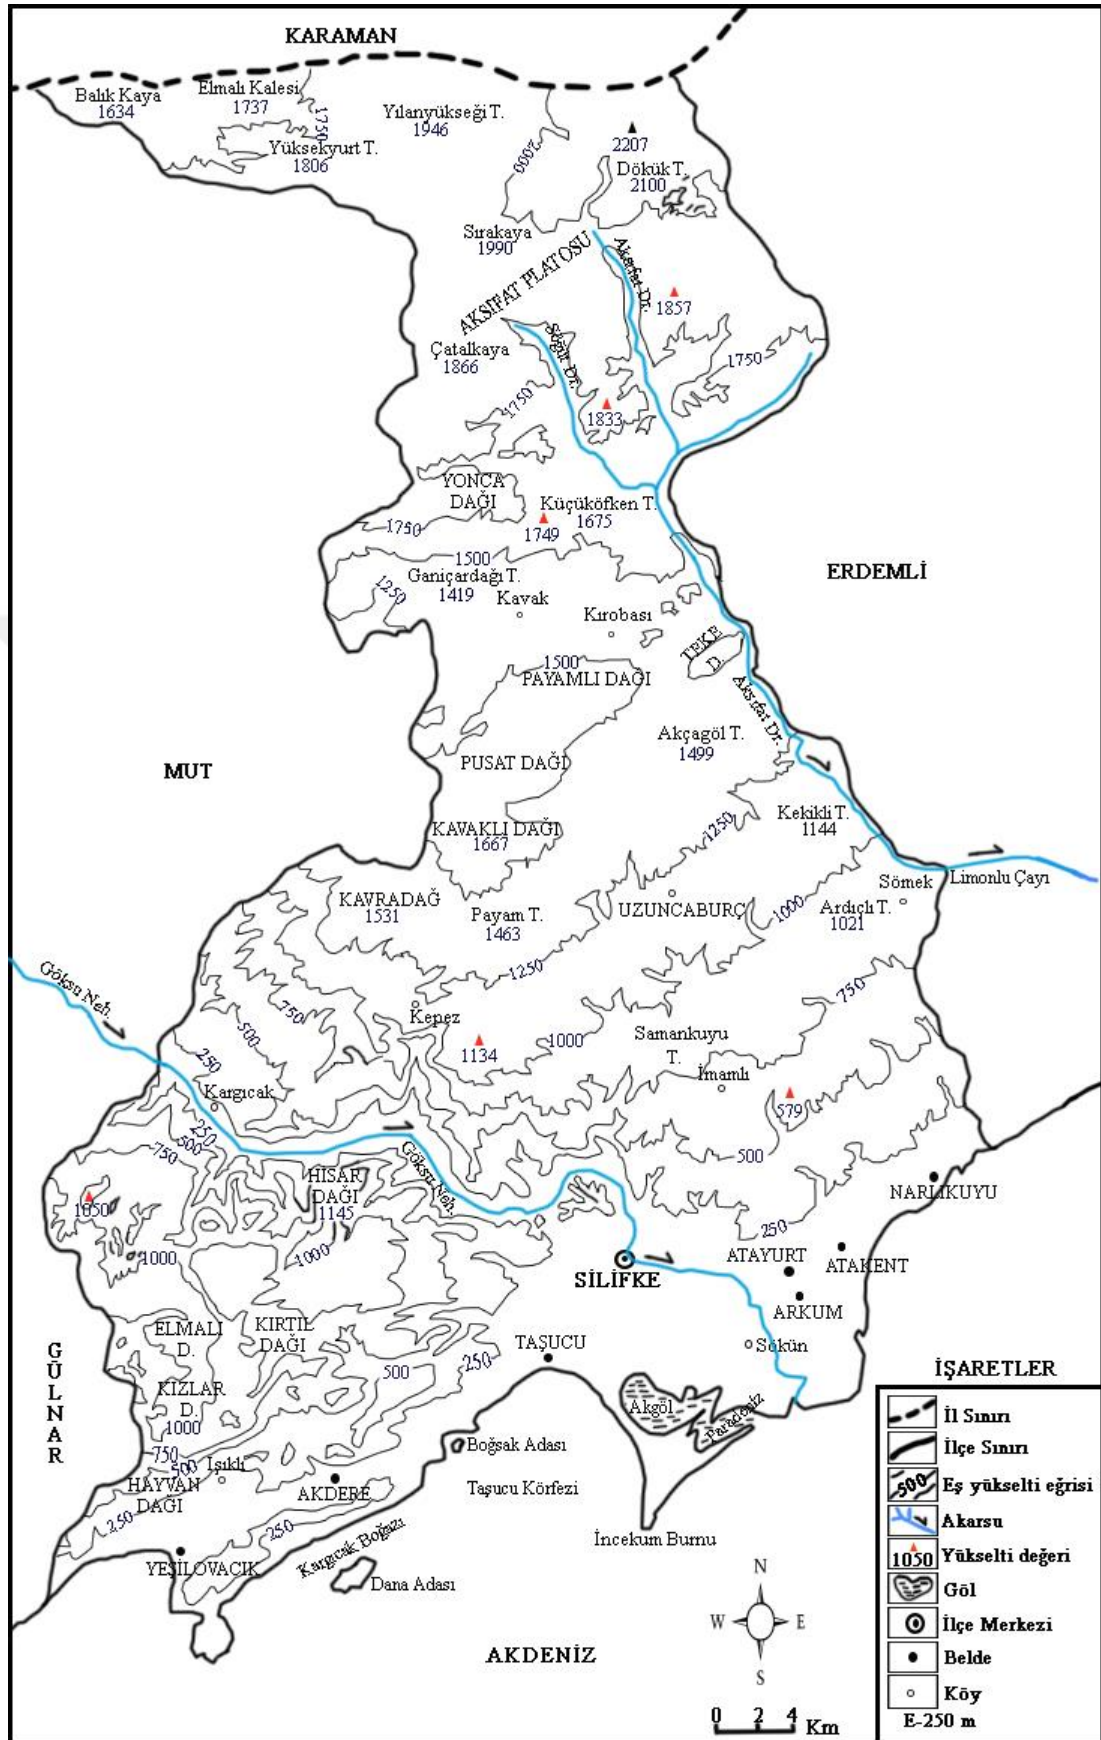 KARAMAN
Balık Kaya
1634
Elmalı Kalesi
1737
1750
Yılanyükseği T.
1946
Yüksekyurt T.
1806
2000
2207
Dökük T.
2100
Sırakaya
1990
AKSIFAT PLATOSU
Aksıfat Dr.
1857
Çatalkaya
1866
Söğüt Dr.
1750
1750
1833
YONCA
DAĞI
Küçüköfken T.
1675
1749
1750
1500
Ganiçardağı T.
1419
1250
Kavak
Kırobası
ERDEMLİ
TEKE
D.
1500
PAYAMLI DAĞI
Aksıfat Dr.
Akçagöl T.
1499
MUT
PUSAT DAĞI
KAVAKLI DAĞI
1667
1250
Kekikli T.
1144
Sömek
Limonlu Çayı
KAVRADAĞ
1531
Payam T.
1463
UZUNCABURÇ
1000
Ardıçlı T.
1021
1250
Göksu Neh.
750
750
500
250
Kepez
1134
1000
Samankuyu
T.
İmamlı
579
Kargıcak
250
500
750
500
Göksu Neh.
HİSAR
DAĞI
1145
1050
1000
1000
NARLIKUYU
250
ATAYURT
ATAKENT
ARKUM
SİLİFKE
Sökün
ELMALI
D.
KIRTIL
DAĞI
TAŞUCU
250
500
GÜLNAR
KIZLAR
D.
1000
Akgöl
Paradeniz
750
500
Işıklı
HAYVAN
DAĞI
AKDERE
Boğsak Adası
Taşucu Körfezi
250
250
Kargıcak Boğazı
İncekum Burnu
YEŞİLOVACIK
Dana Adası
AKDENİZ
N
W
E
S
0 2 4
Km
İŞARETLER
İl Sınırı
İlçe Sınırı
500
Eş yükselti eğrisi
Akarsu
1050
Yükselti değeri
Göl
İlçe Merkezi
Belde
Köy
E-250 m